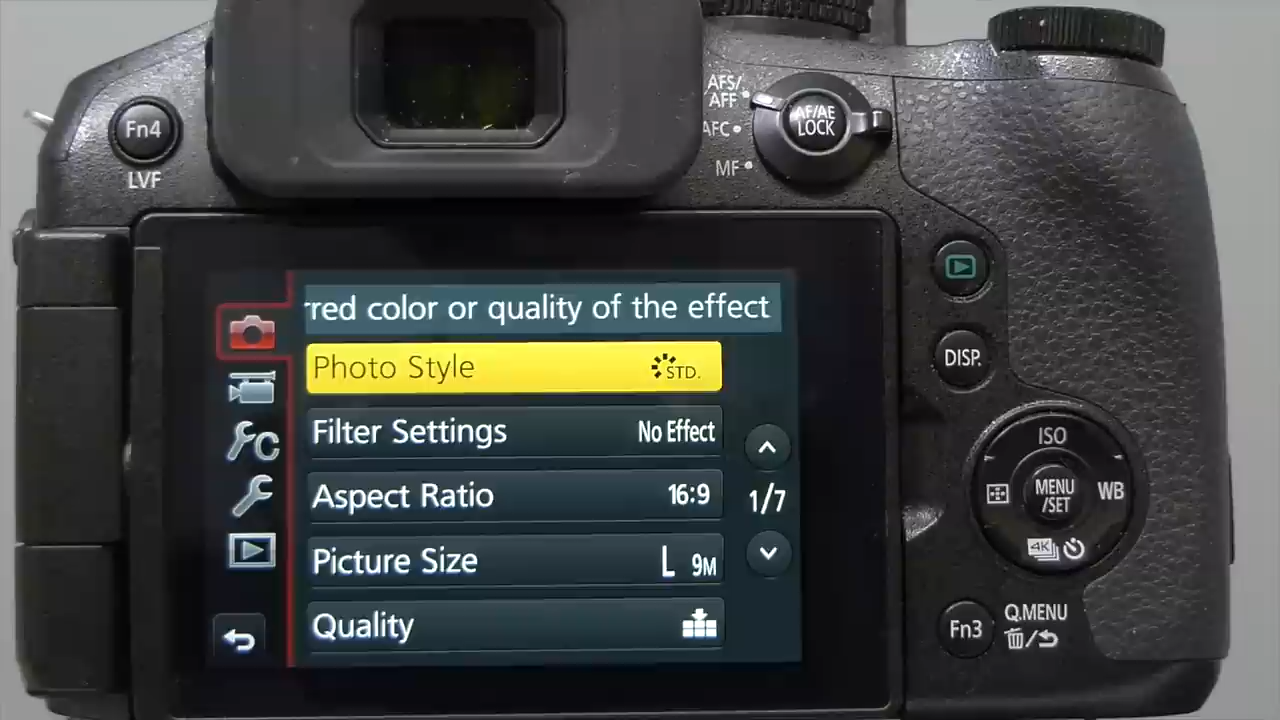 Fn4
LVF
AFS/
AFF
AFC
MF
AF/AE
LOCK
rred color or quality of the effect
Photo Style STD.
Filter Settings No Effect
Aspect Ratio 16:9
Picture Size L 9M
Quality
1/7
DISP.
ISO
MENU
/SET
WB
4K
Fn3
Q.MENU